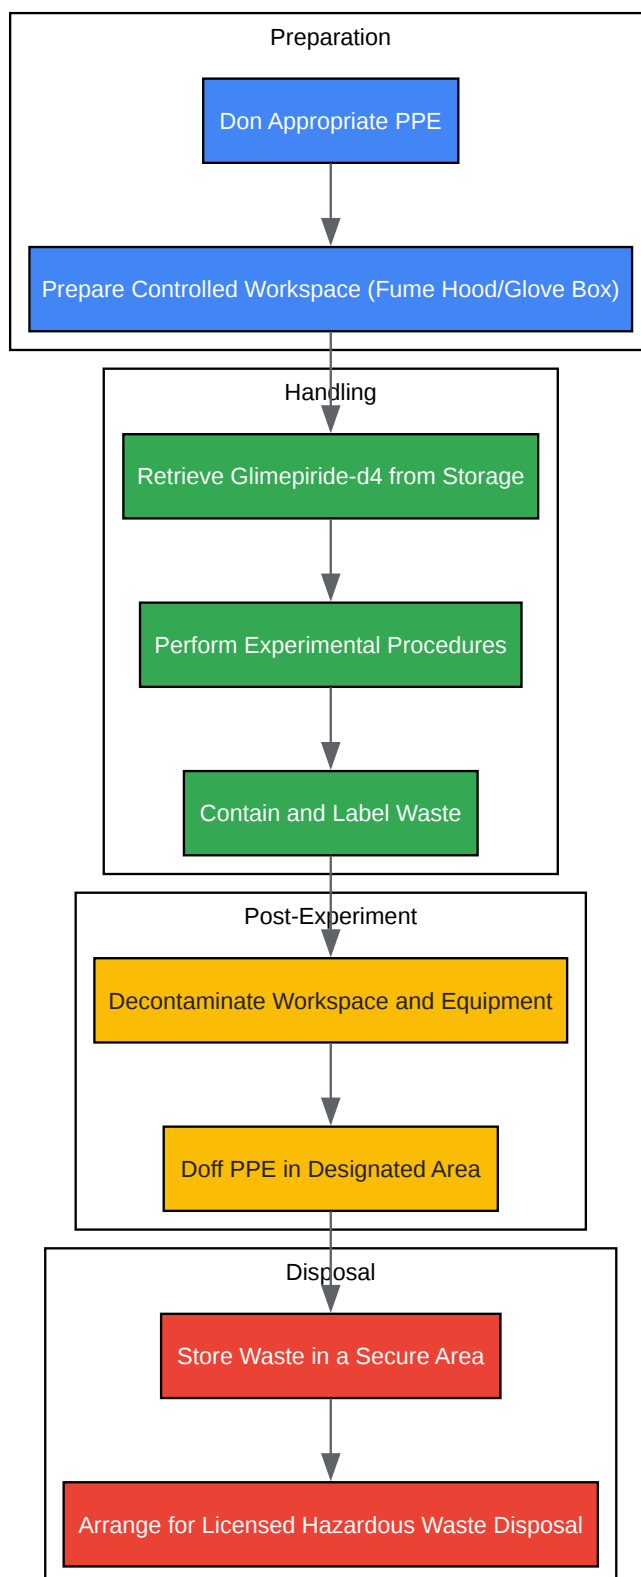 Preparation
Don Appropriate PPE
Prepare Controlled Workspace (Fume Hood/Glove Box)
Handling
Retrieve Glimepiride-d4 from Storage
Perform Experimental Procedures
Contain and Label Waste
Post-Experiment
Decontaminate Workspace and Equipment
Doff PPE in Designated Area
Disposal
Store Waste in a Secure Area
Arrange for Licensed Hazardous Waste Disposal